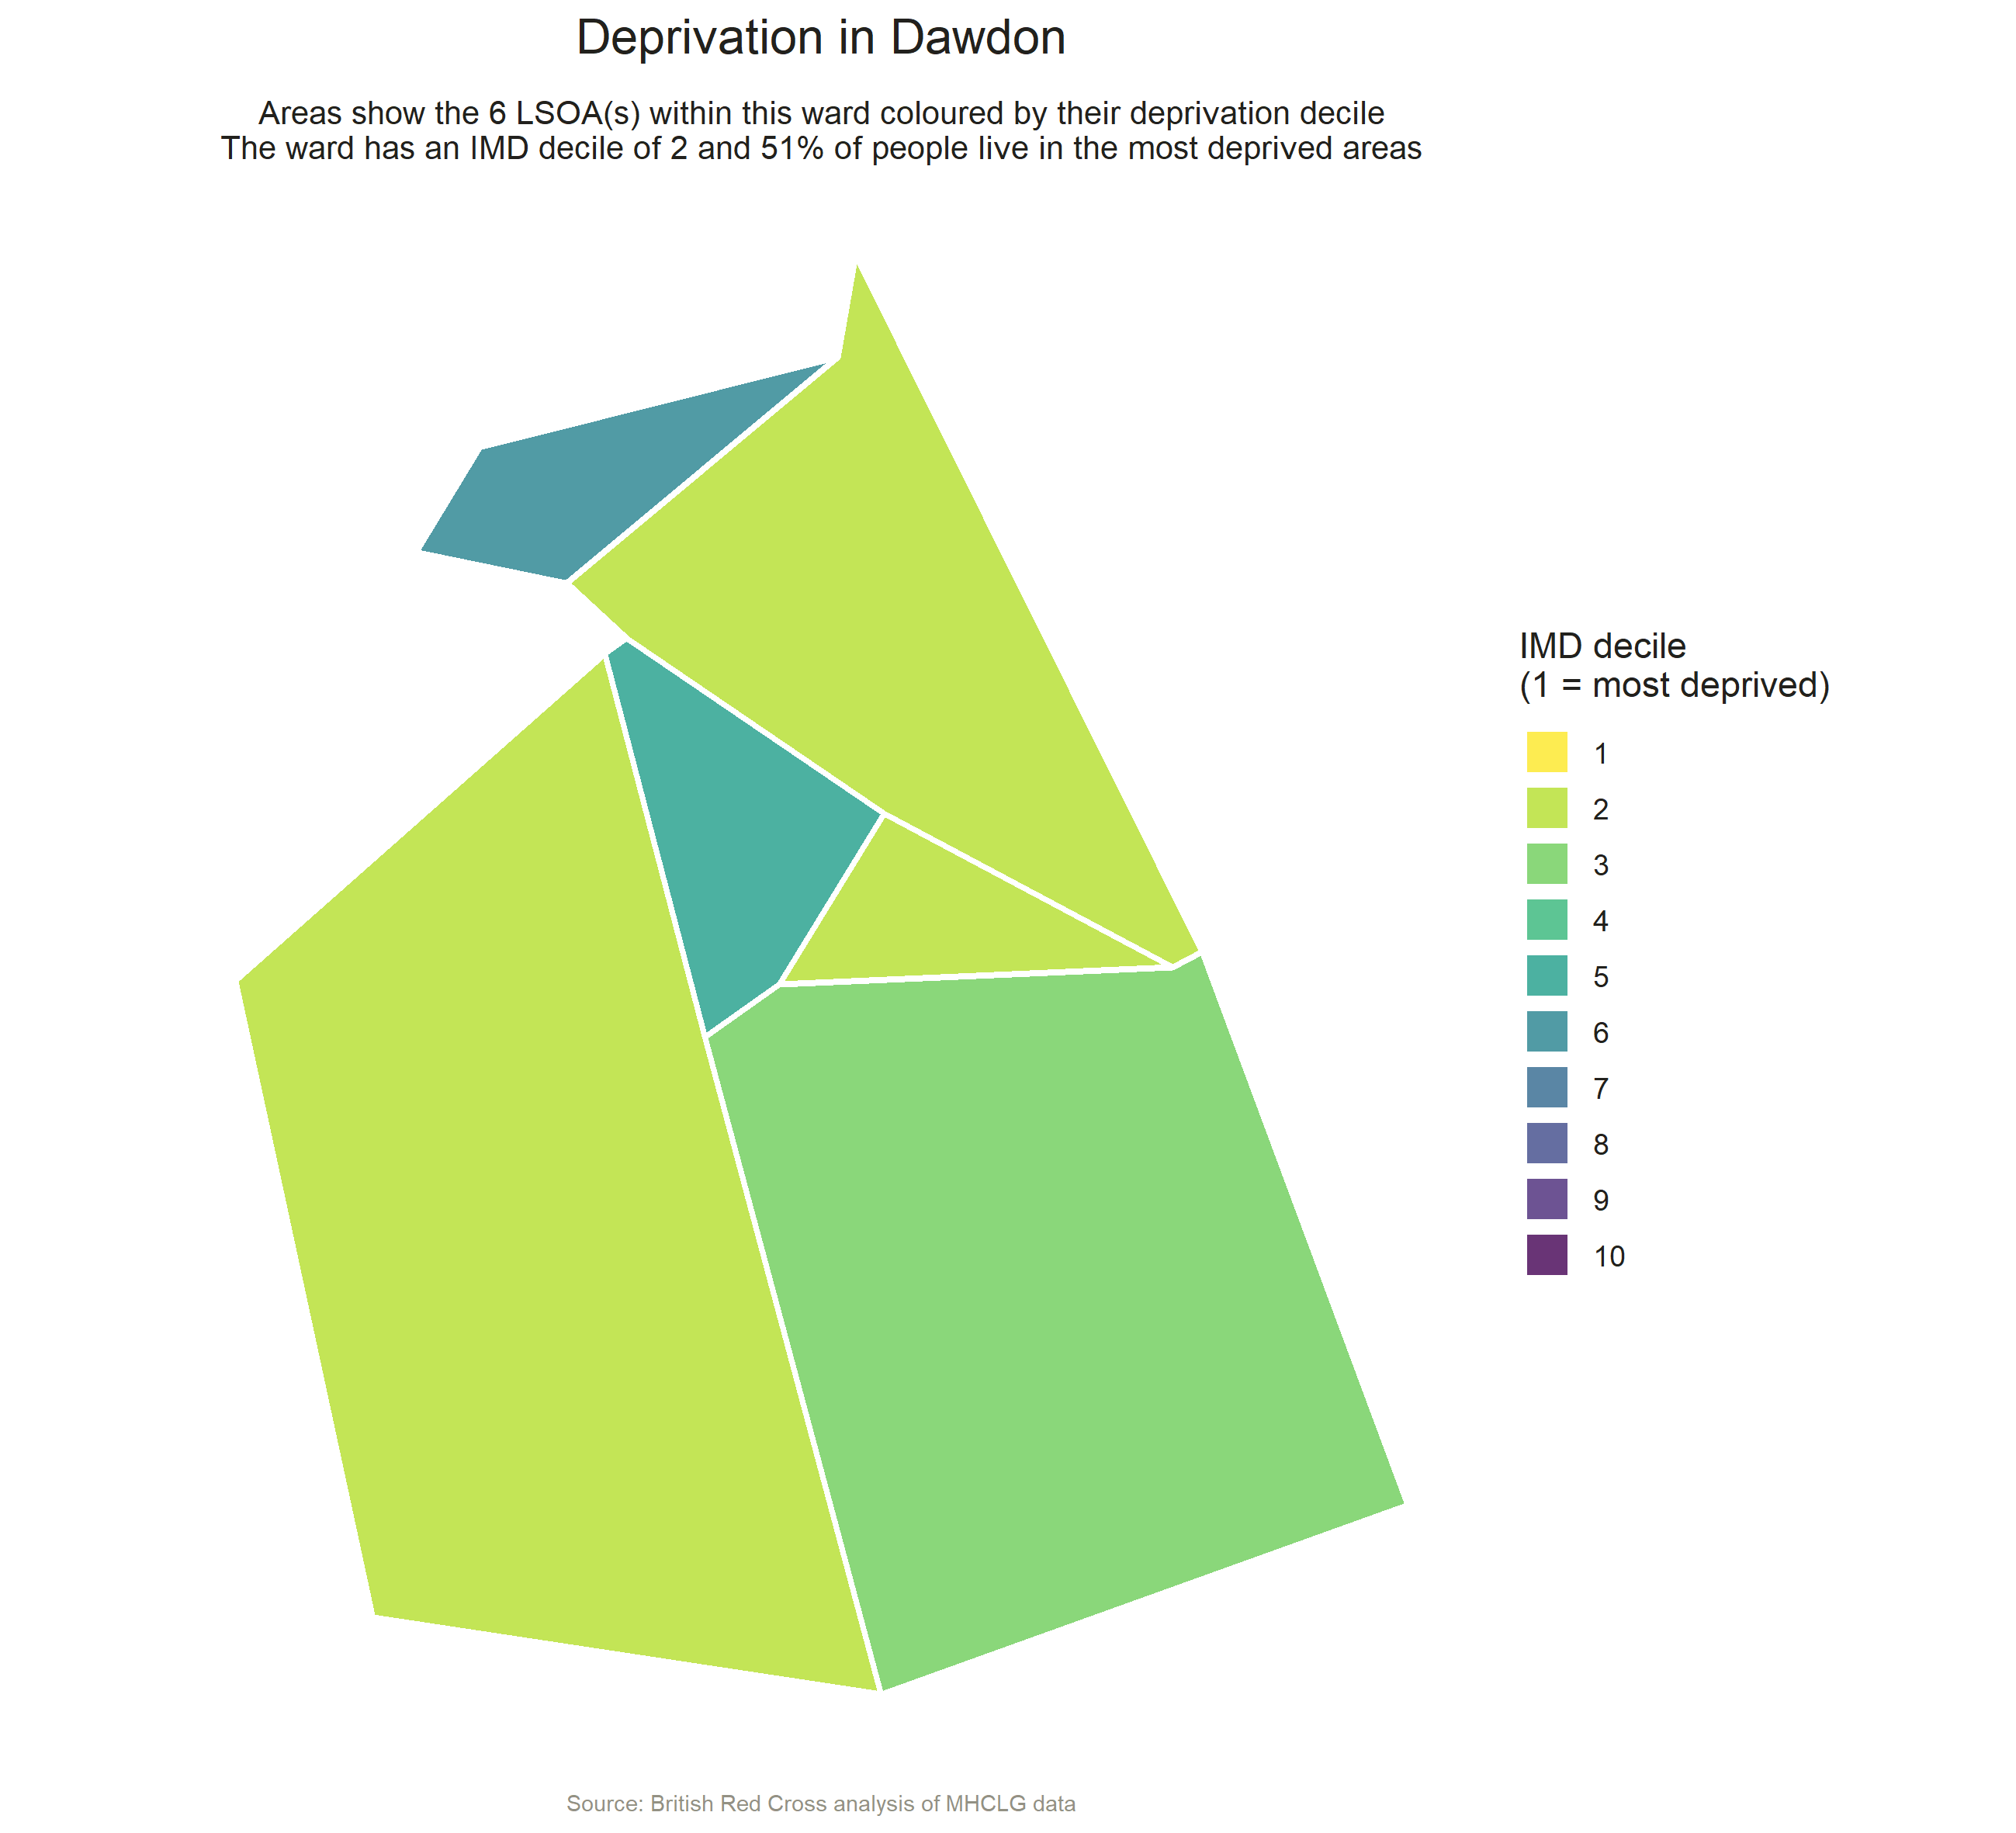 Deprivation in Dawdon
Areas show the 6 LSOA(s) within this ward coloured by their deprivation decile
The ward has an IMD decile of 2 and 51% of people live in the most deprived areas
IMD decile
(1 = most deprived)
1
2
3
4
5
6
7
8
9
10
Source: British Red Cross analysis of MHCLG data